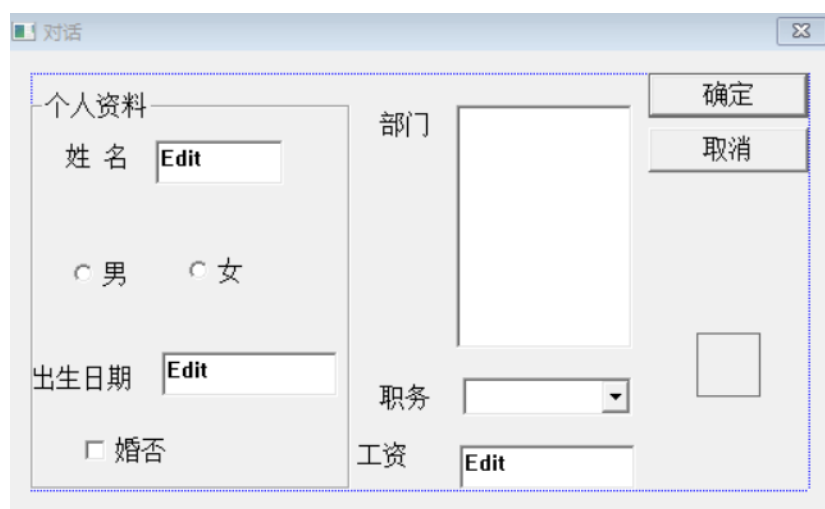 对话
个人资料
姓 名 Edit
男 女
出生日期 Edit
婚否
部门
职务
工资 Edit
确定
取消